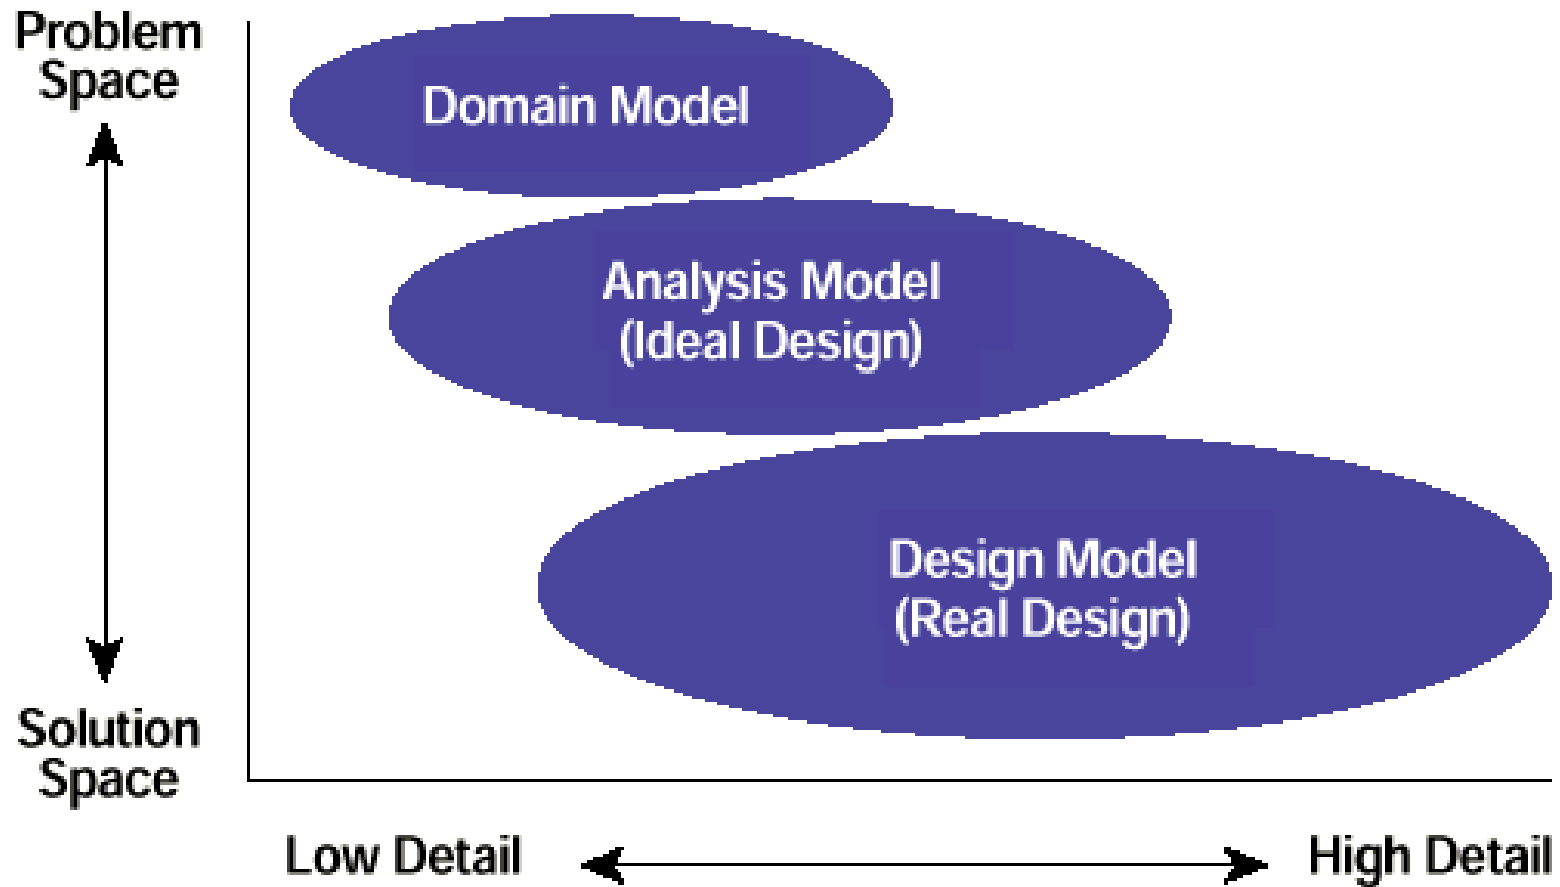 Problem
Space
Domain Model
Analysis Model
(Ideal Design)
Design Model
(Real Design)
Solution
Space
Low Detail
High Detail